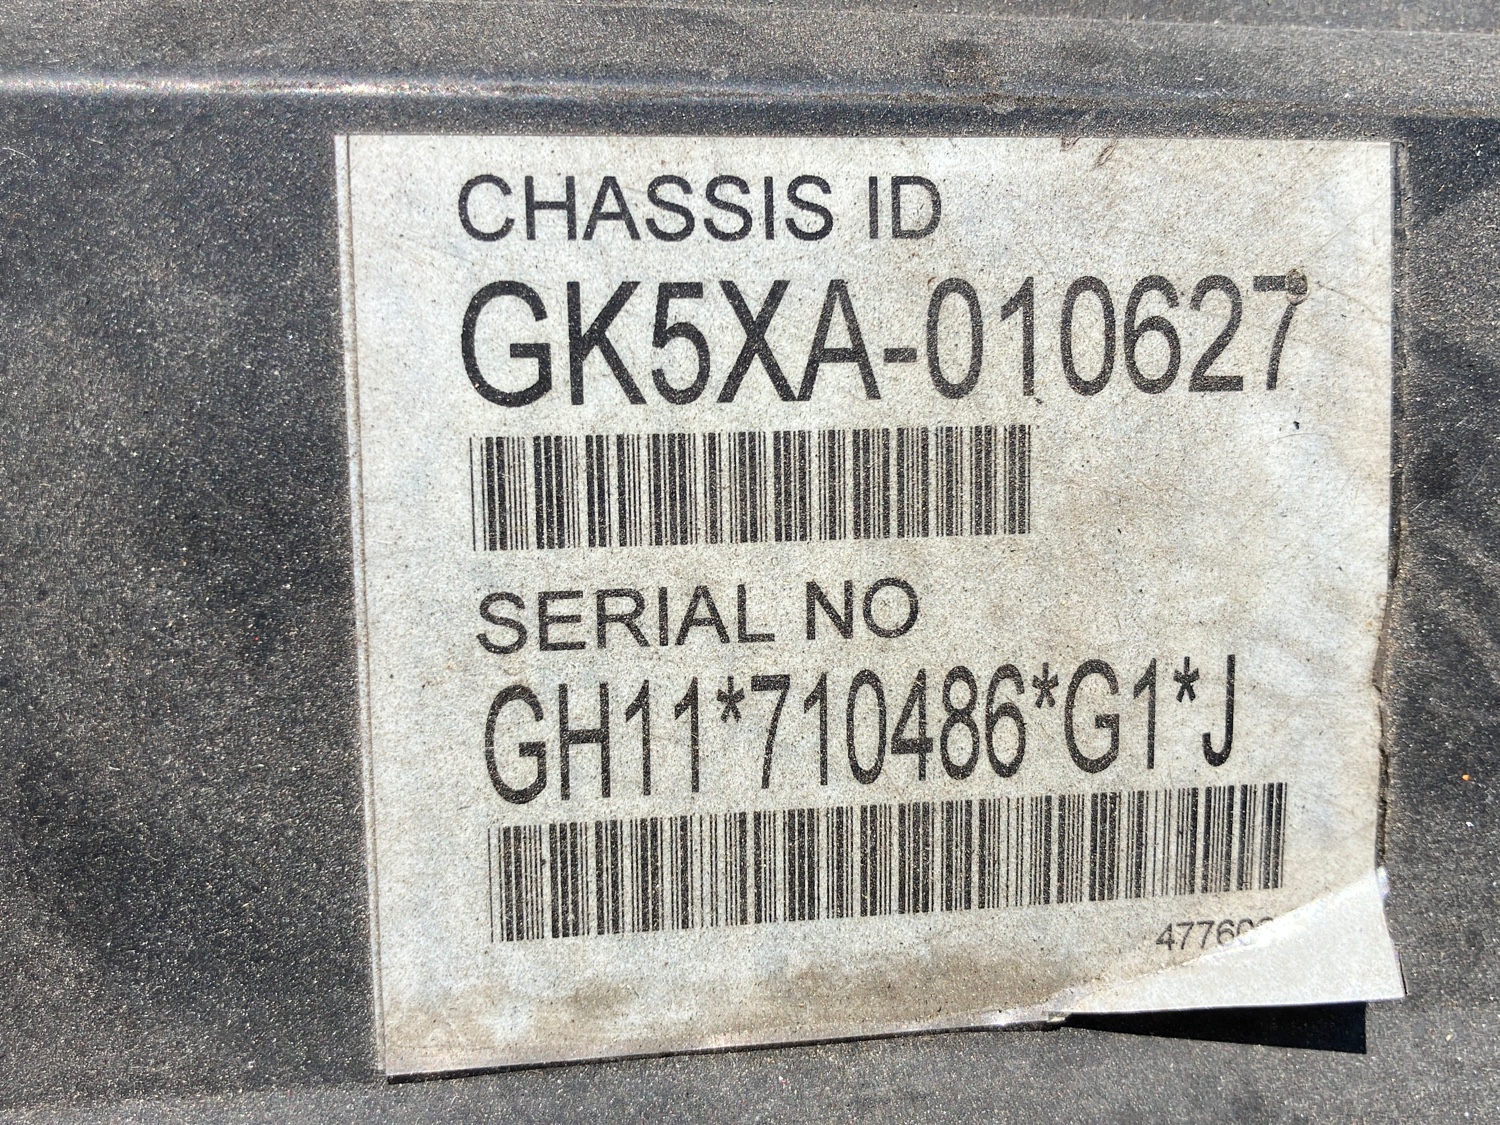 CHASSIS ID
GK5XA-010627
SERIAL NO
GH11*710486*G1*J